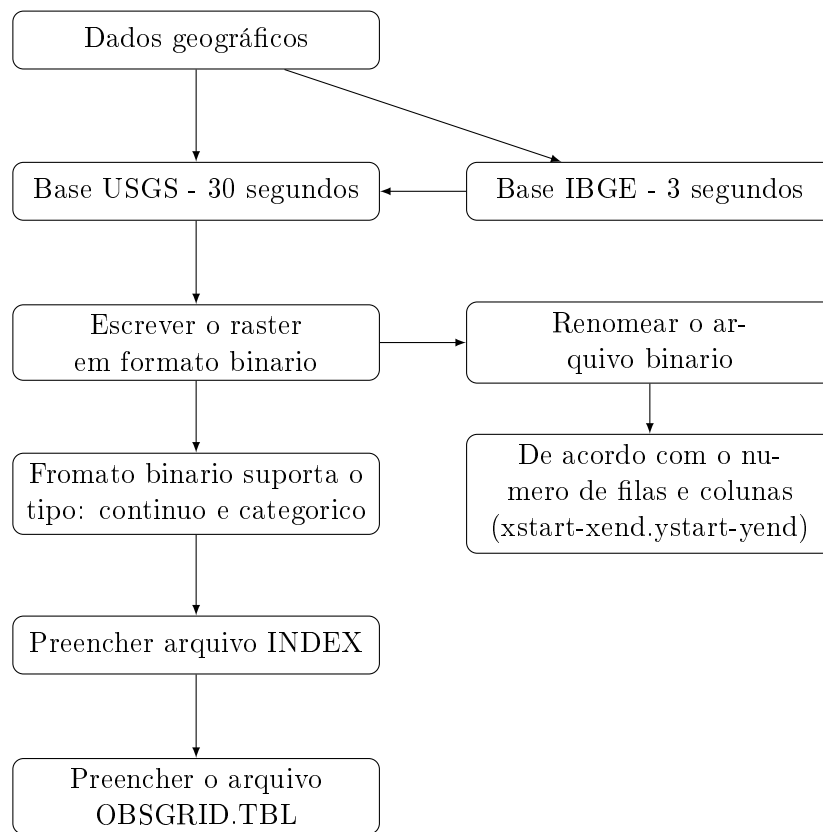 Dados geográficos
Base USGS - 30 segundos
Base IBGE - 3 segundos
Escrever o raster
em formato binario
Renomear o ar-
quivo binario
Fromato binario suporta o
tipo: continuo e categorico
De acordo com o nu-
mero de filas e colunas
(xstart-xend.ystart-yend)
Preencher arquivo INDEX
Preencher o arquivo
OBSGRID.TBL